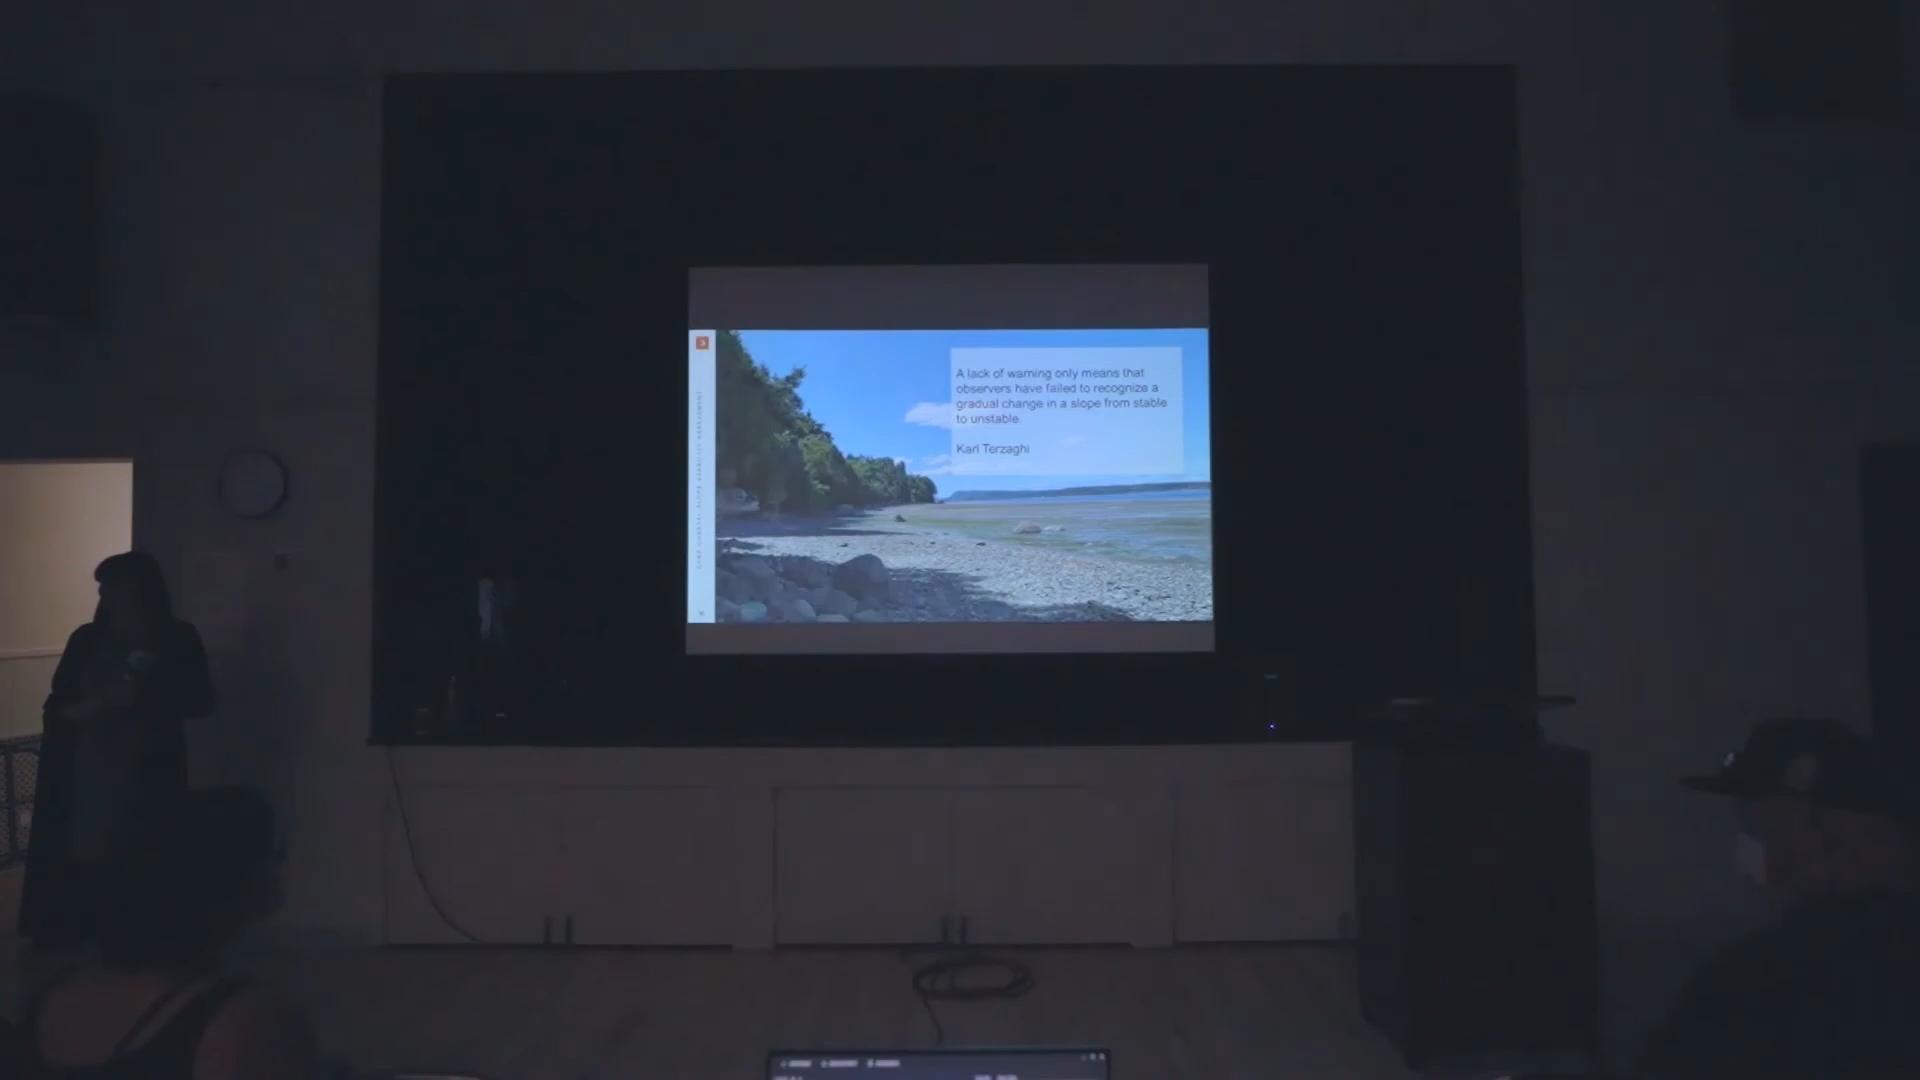 A lack of warning only means that
observers have failed to recognize a
gradual change in a slope from stable
to unstable.
Karl Terzaghi